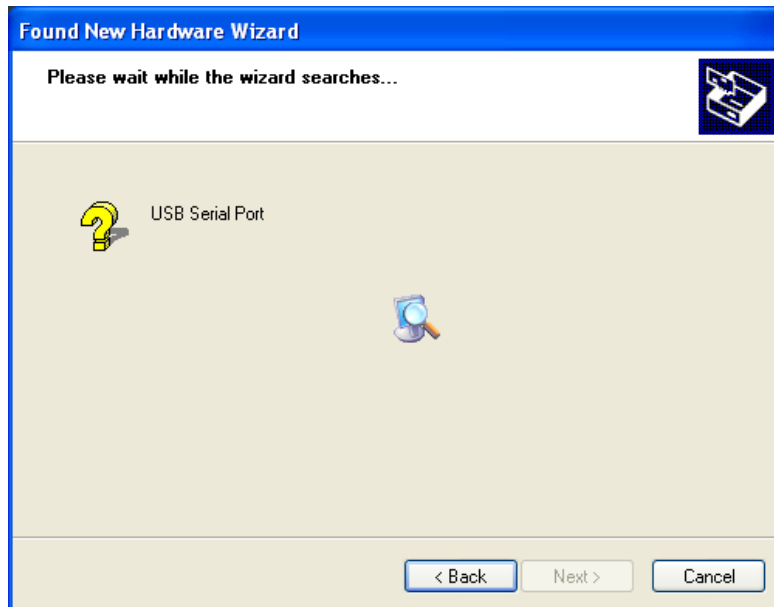 Found New Hardware Wizard
Please wait while the wizard searches...
USB Serial Port
< Back
Next >
Cancel